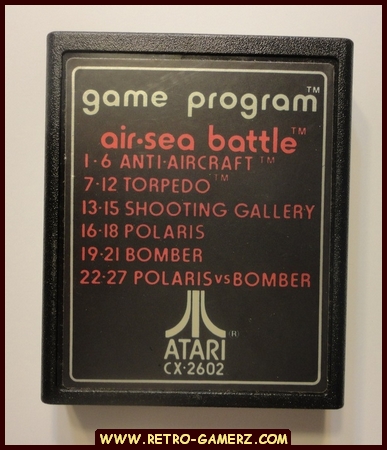 game program™
air·sea battle™
1-6 ANTI-AIRCRAFT™
7-12 TORPEDO™
13-15 SHOOTING GALLERY
16-18 POLARIS
19-21 BOMBER
22-27 POLARIS vs BOMBER
®
ATARI
CX-2602
WWW.RETRO-GAMERZ.COM